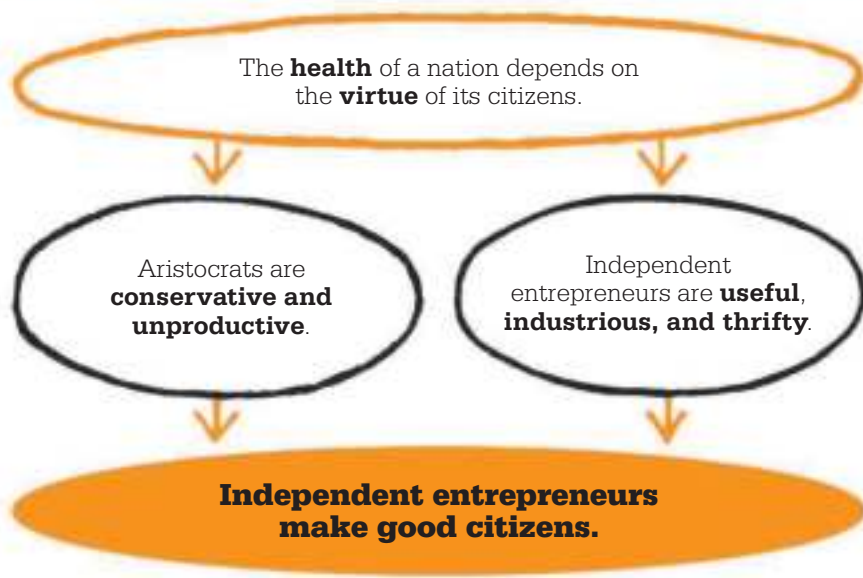 The health of a nation depends on
the virtue of its citizens.
Aristocrats are
conservative and
unproductive.
Independent
entrepreneurs are useful,
industrious, and thrifty.
Independent entrepreneurs
make good citizens.